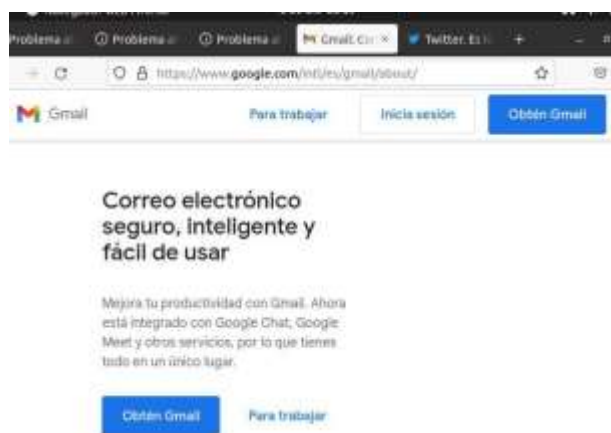 Problema
Problema
Problema
Gmail: Co
Twitter. Es
https://www.google.com/intl/es/gmail/about/
Gmail
Para trabajar
Inicia sesión
Obtén Gmail
Correo electrónico
seguro, inteligente y
fácil de usar
Mejora tu productividad con Gmail. Ahora
está integrado con Google Chat, Google
Meet y otros servicios, por lo que tienes
todo en un único lugar.
Obtén Gmail
Para trabajar